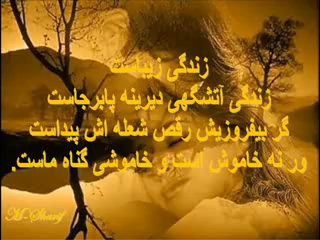 زندگی زیباست
زندگی آتشگهی دیرینه پابرجاست
گر بیفروزیش رقص شعله اش پیداست
ور نه خاموش است و خاموشی گناه ماست.
M-Sharif